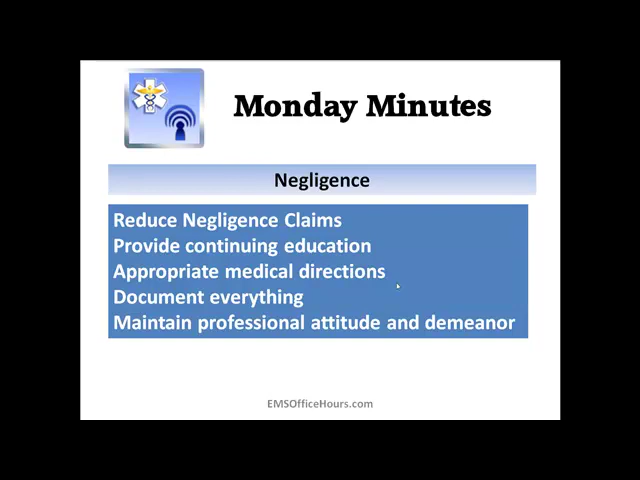 Monday Minutes
Negligence
Reduce Negligence Claims
Provide continuing education
Appropriate medical directions
Document everything
Maintain professional attitude and demeanor
EMSOfficeHours.com